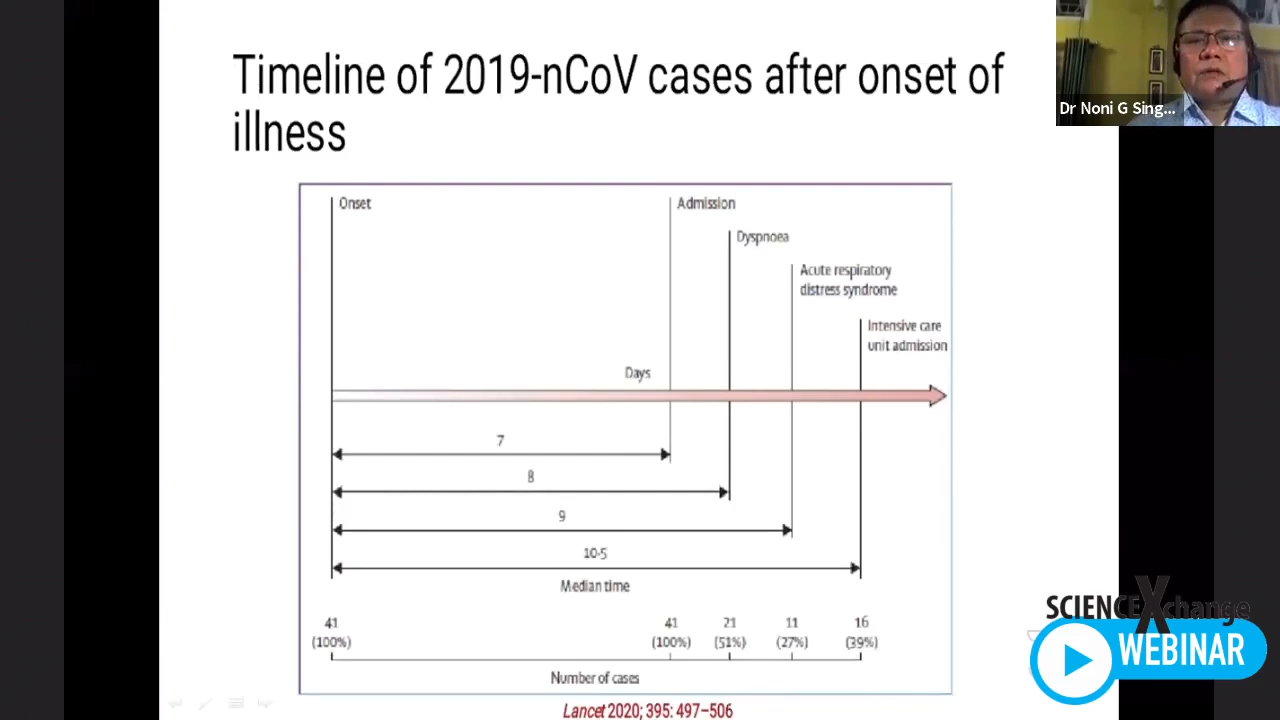 Timeline of 2019-nCoV cases after onset of
illness
Dr Noni G Sing...
Onset
Admission
Dyspnoea
Acute respiratory
distress syndrome
Intensive care
unit admission
Days
7
8
9
10·5
Median time
41 41 21 11 16
(100%) (100%) (51%) (27%) (39%)
Number of cases
Lancet 2020; 395: 497–506
SCIENCE Xchange
WEBINAR